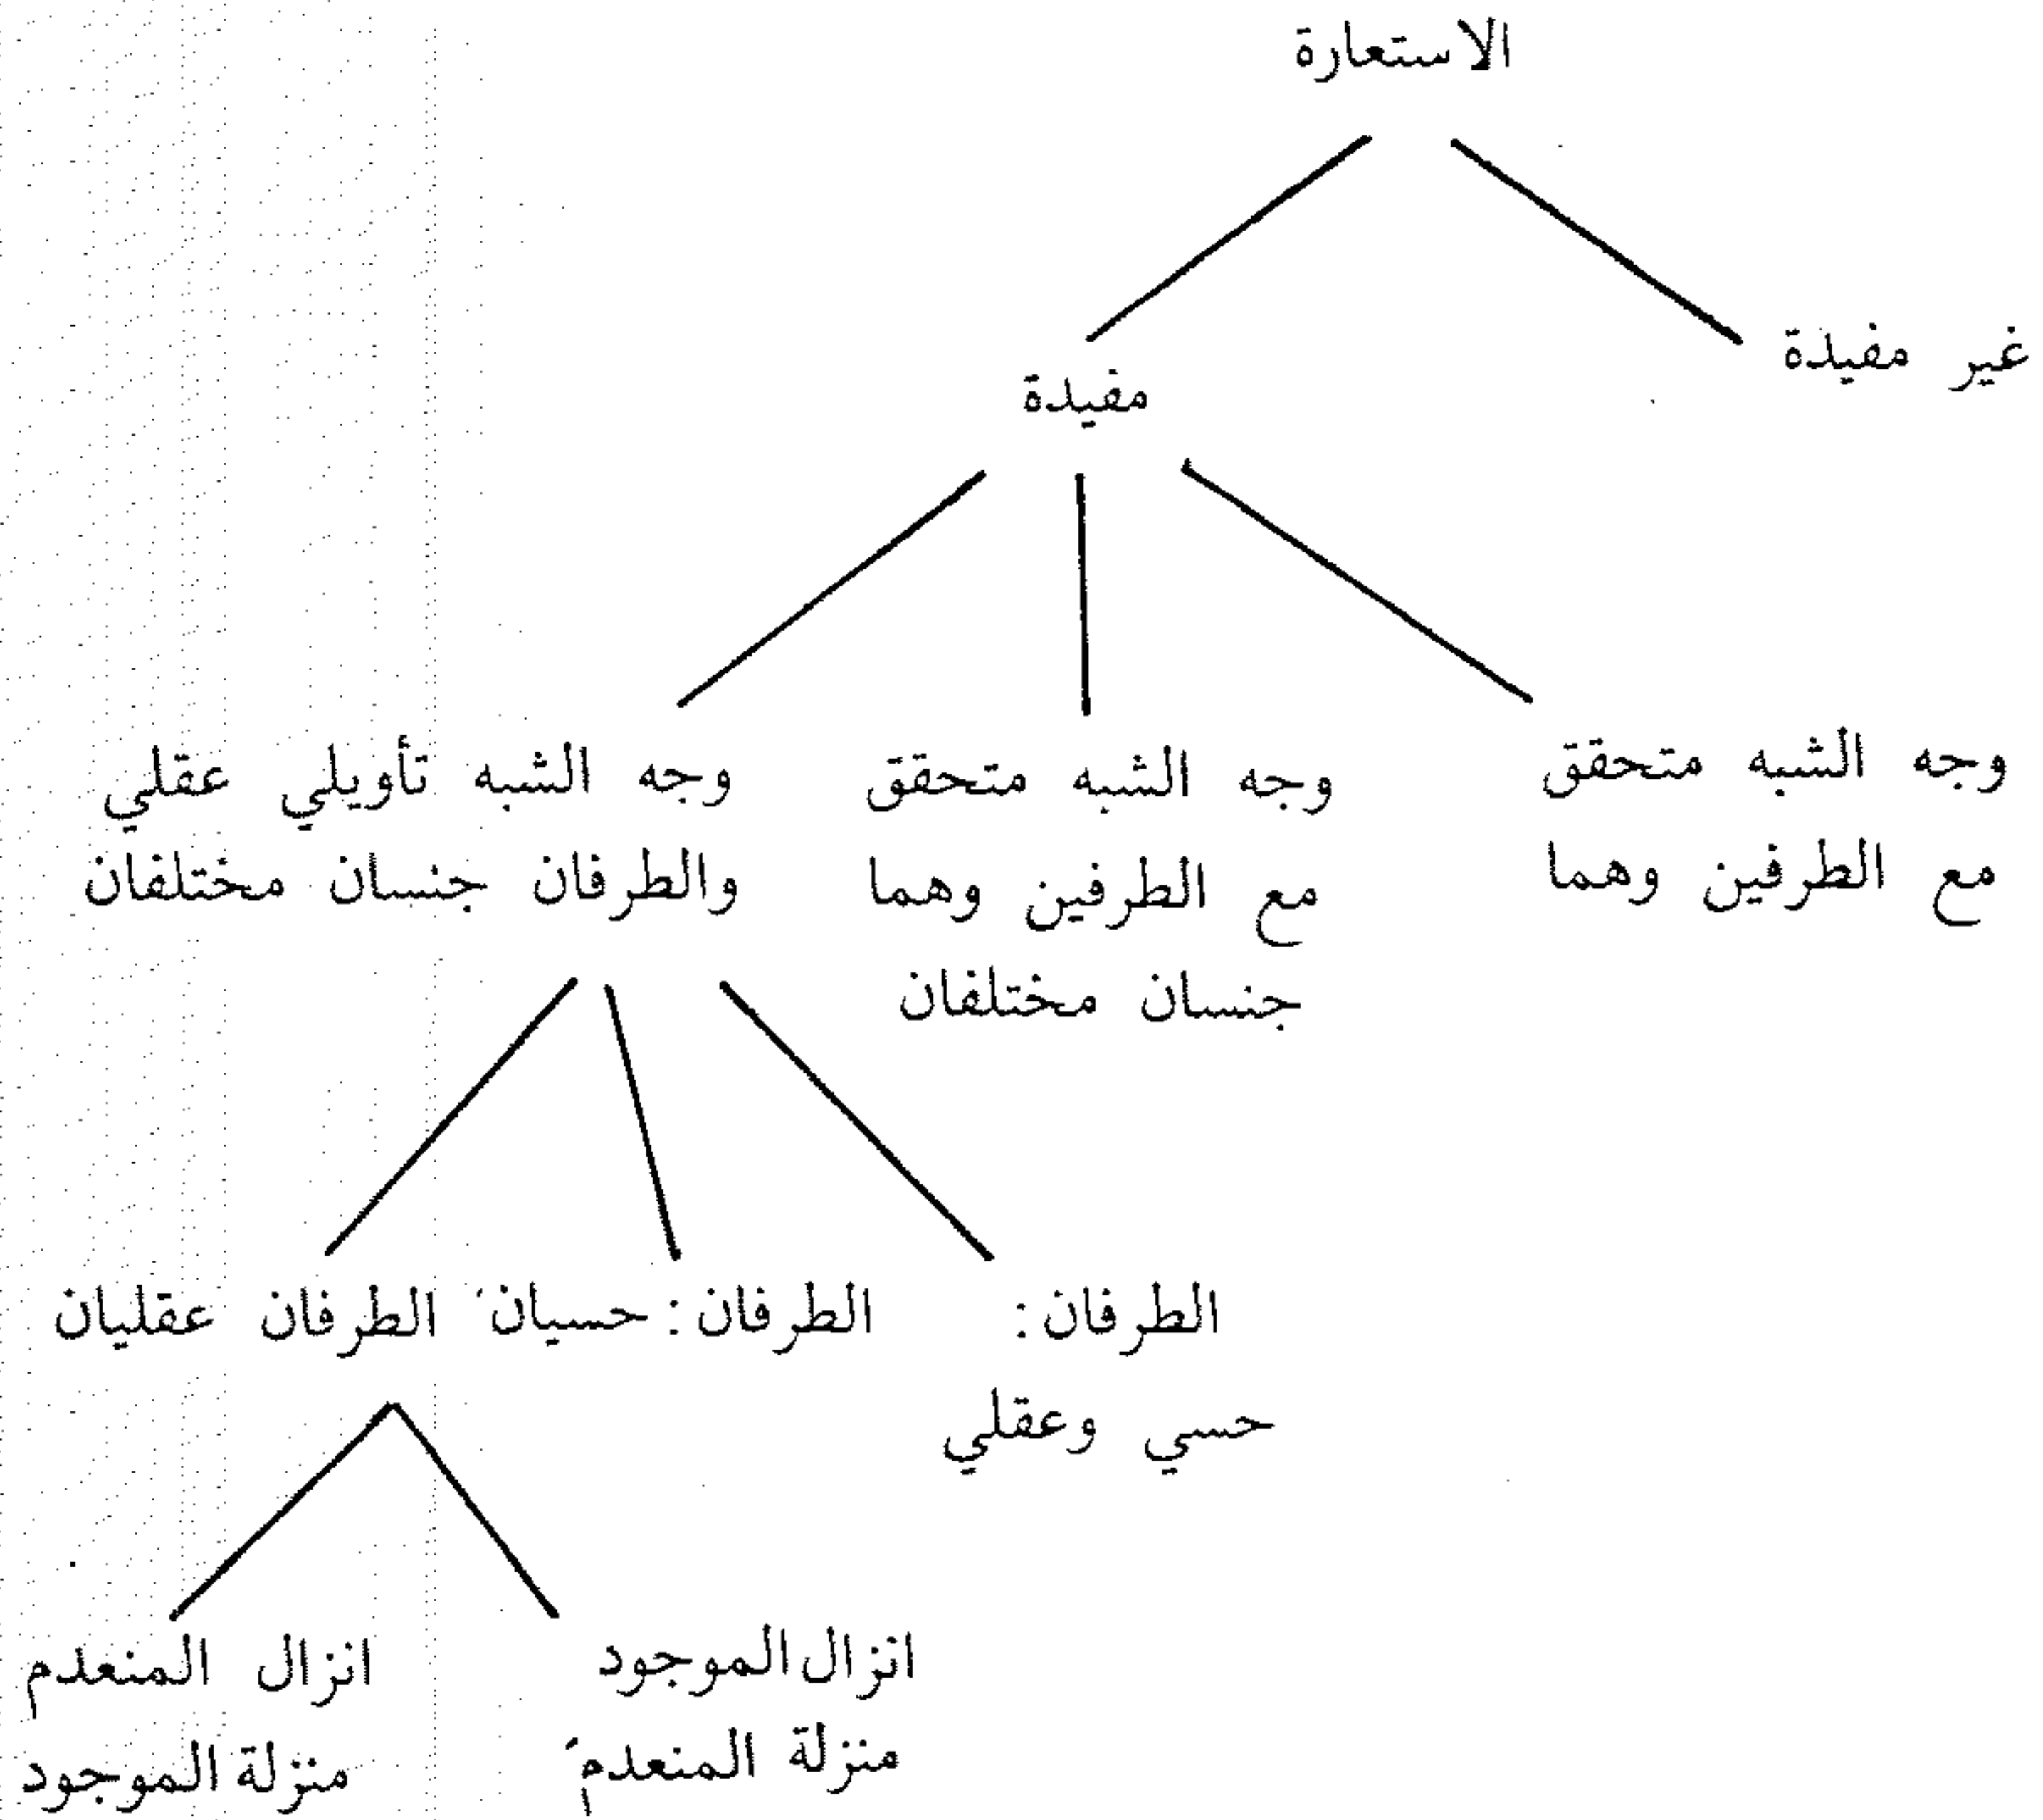 الاستعارة
غير مفيدة
مفيدة
وجه الشبه متحقق
مع الطرفين وهما
وجه الشبه متحقق
مع الطرفين وهما
جنسان مختلفان
وجه الشبه تأويلي عقلي
والطرفان جنسان مختلفان
الطرفان:
حسي وعقلي
الطرفان: حسيان
الطرفان عقليان
انزال الموجود
منزلة المنعدم
انزال المنعدم
منزلة الموجود